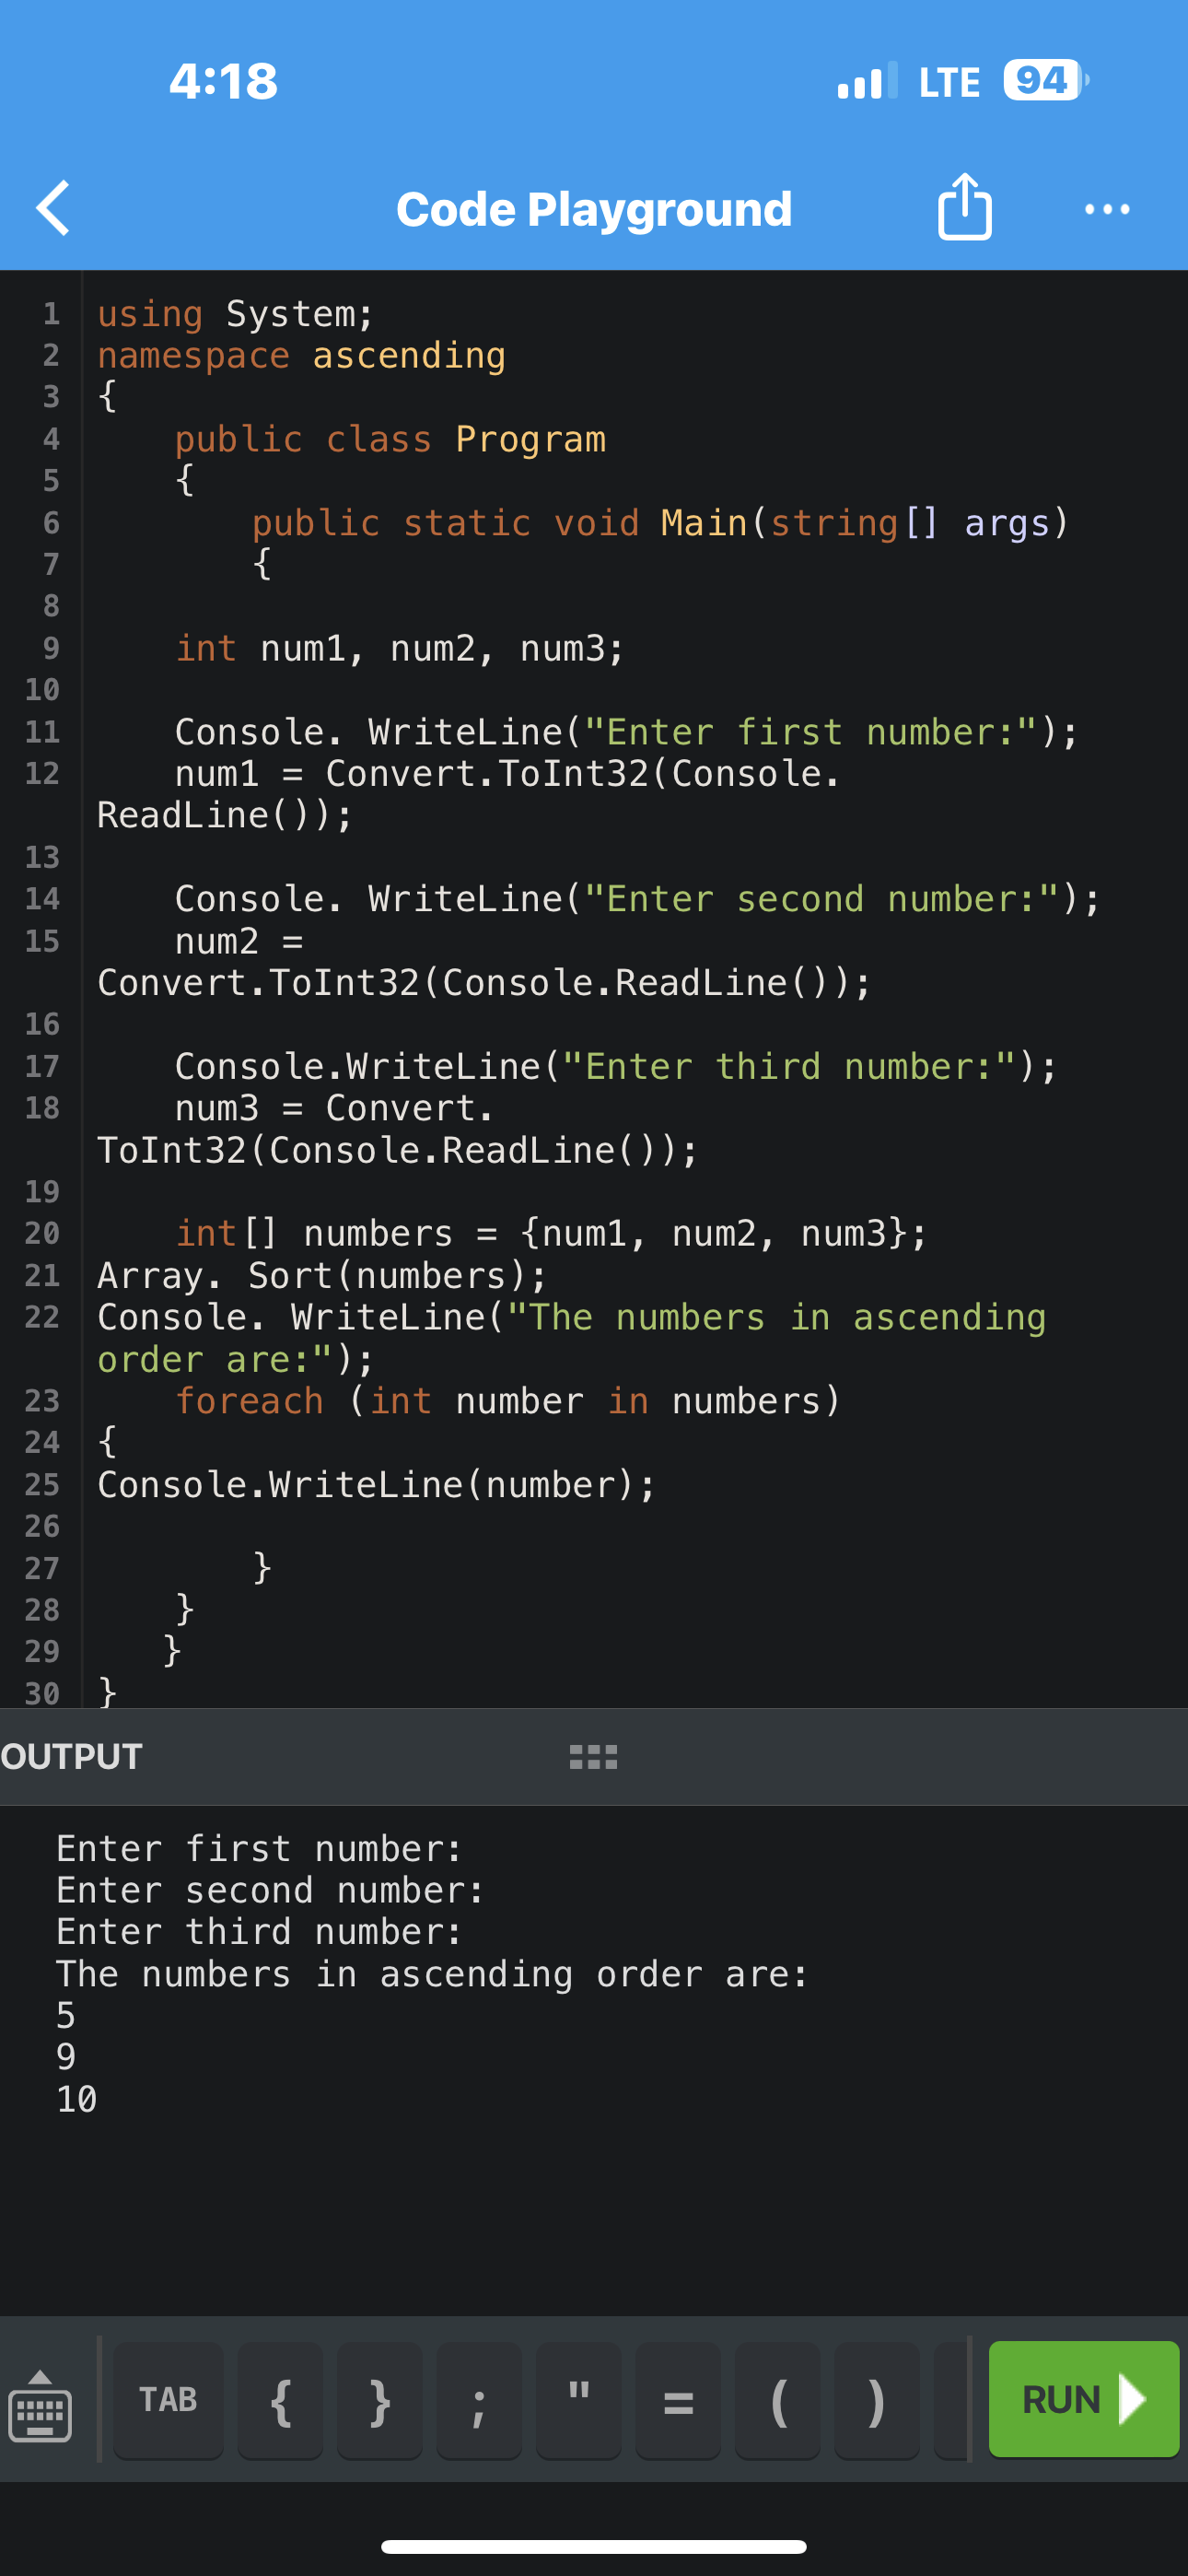 4:18 LTE 94
Code Playground
1 using System;
2 namespace ascending
3 {
4 public class Program
5 {
6 public static void Main(string[] args)
7 {
8
9 int num1, num2, num3;
10
11 Console. WriteLine("Enter first number:");
12 num1 = Convert.ToInt32(Console.
ReadLine());
13
14 Console. WriteLine("Enter second number:");
15 num2 =
Convert.ToInt32(Console.ReadLine());
16
17 Console.WriteLine("Enter third number:");
18 num3 = Convert.
ToInt32(Console.ReadLine());
19
20 int[] numbers = {num1, num2, num3};
21 Array. Sort(numbers);
22 Console. WriteLine("The numbers in ascending
order are:");
23 foreach (int number in numbers)
24 {
25 Console.WriteLine(number);
26
27 }
28 }
29 }
30 }
OUTPUT
Enter first number:
Enter second number:
Enter third number:
The numbers in ascending order are:
5
9
10
TAB { } ; " = ( ) RUN